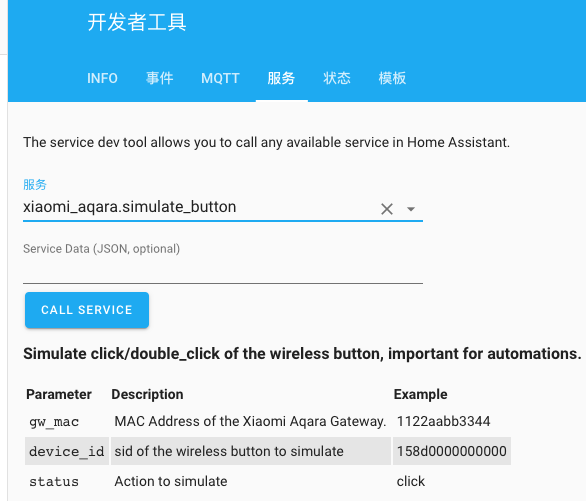 开发者工具
INFO 事件 MQTT 服务 状态 模板
The service dev tool allows you to call any available service in Home Assistant.
服务
xiaomi_aqara.simulate_button
Service Data (JSON, optional)
CALL SERVICE
Simulate click/double_click of the wireless button, important for automations.
Parameter Description Example
gw_mac MAC Address of the Xiaomi Aqara Gateway. 1122aabb3344
device_id sid of the wireless button to simulate 158d0000000000
status Action to simulate click